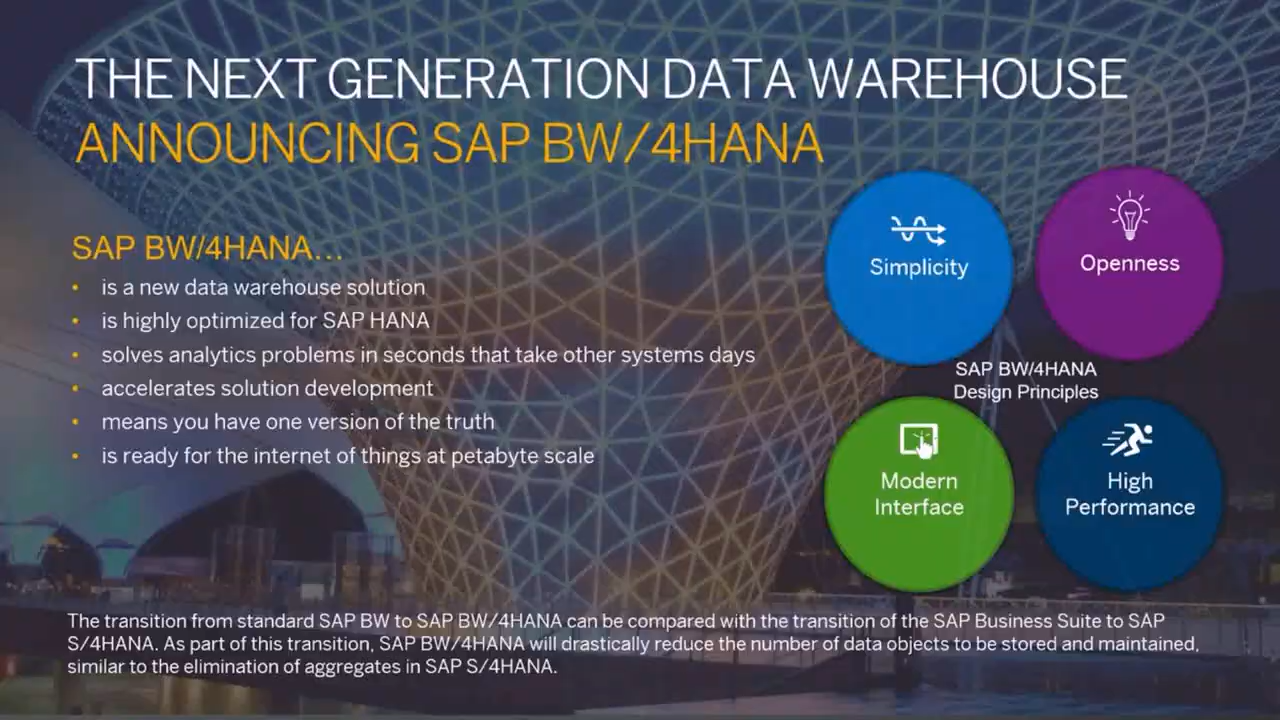 THE NEXT GENERATION DATA WAREHOUSE
ANNOUNCING SAP BW/4HANA
SAP BW/4HANA...
• is a new data warehouse solution
• is highly optimized for SAP HANA
• solves analytics problems in seconds that take other systems days
• accelerates solution development
• means you have one version of the truth
• is ready for the internet of things at petabyte scale
Simplicity
Openness
SAP BW/4HANA
Design Principles
Modern
Interface
High
Performance
The transition from standard SAP BW to SAP BW/4HANA can be compared with the transition of the SAP Business Suite to SAP
S/4HANA. As part of this transition, SAP BW/4HANA will drastically reduce the number of data objects to be stored and maintained,
similar to the elimination of aggregates in SAP S/4HANA.